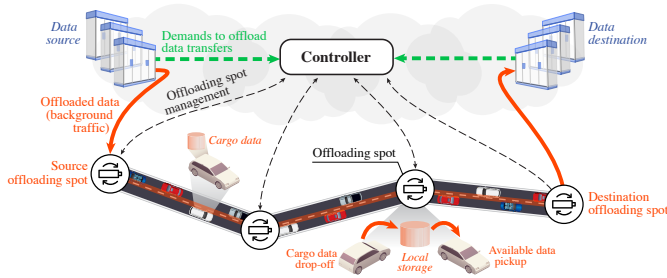 Data
source
Demands to offload
data transfers
Controller
Data
destination
Offloaded data
(background
traffic)
Offloading spot
management
Cargo data
Offloading spot
Source
offloading spot
Destination
offloading spot
Cargo data
drop-off
Local
storage
Available data
pickup